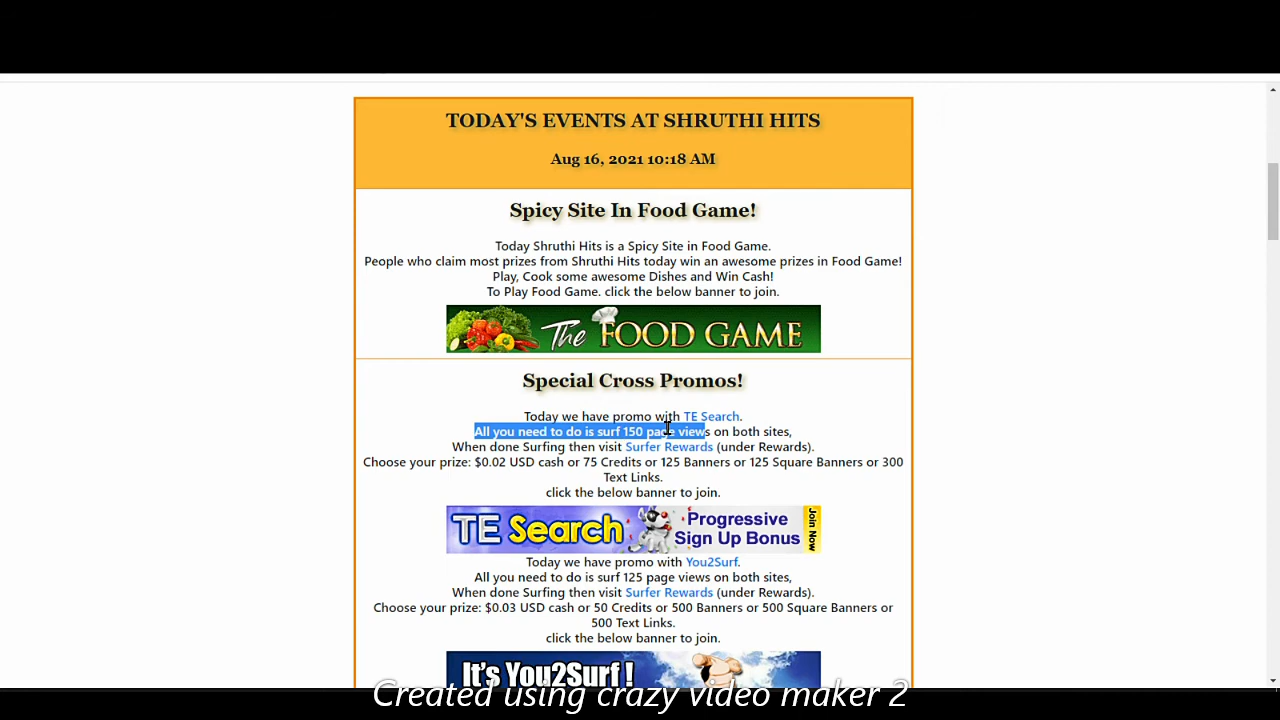 TODAY'S EVENTS AT SHRUTHI HITS
Aug 16, 2021 10:18 AM
Spicy Site In Food Game!
Today Shruthi Hits is a Spicy Site in Food Game.
People who claim most prizes from Shruthi Hits today win an awesome prizes in Food Game!
Play, Cook some awesome Dishes and Win Cash!
To Play Food Game. click the below banner to join.
The FOOD GAME
Special Cross Promos!
Today we have promo with TE Search.
All you need to do is surf 150 page views on both sites,
When done Surfing then visit Surfer Rewards (under Rewards).
Choose your prize: $0.02 USD cash or 75 Credits or 125 Banners or 125 Square Banners or 300
Text Links.
click the below banner to join.
TE Search Progressive
Sign Up Bonus
Join Now
Today we have promo with You2Surf.
All you need to do is surf 125 page views on both sites,
When done Surfing then visit Surfer Rewards (under Rewards).
Choose your prize: $0.03 USD cash or 50 Credits or 500 Banners or 500 Square Banners or
500 Text Links.
click the below banner to join.
It's You2Surf !
Created using crazy video maker 2